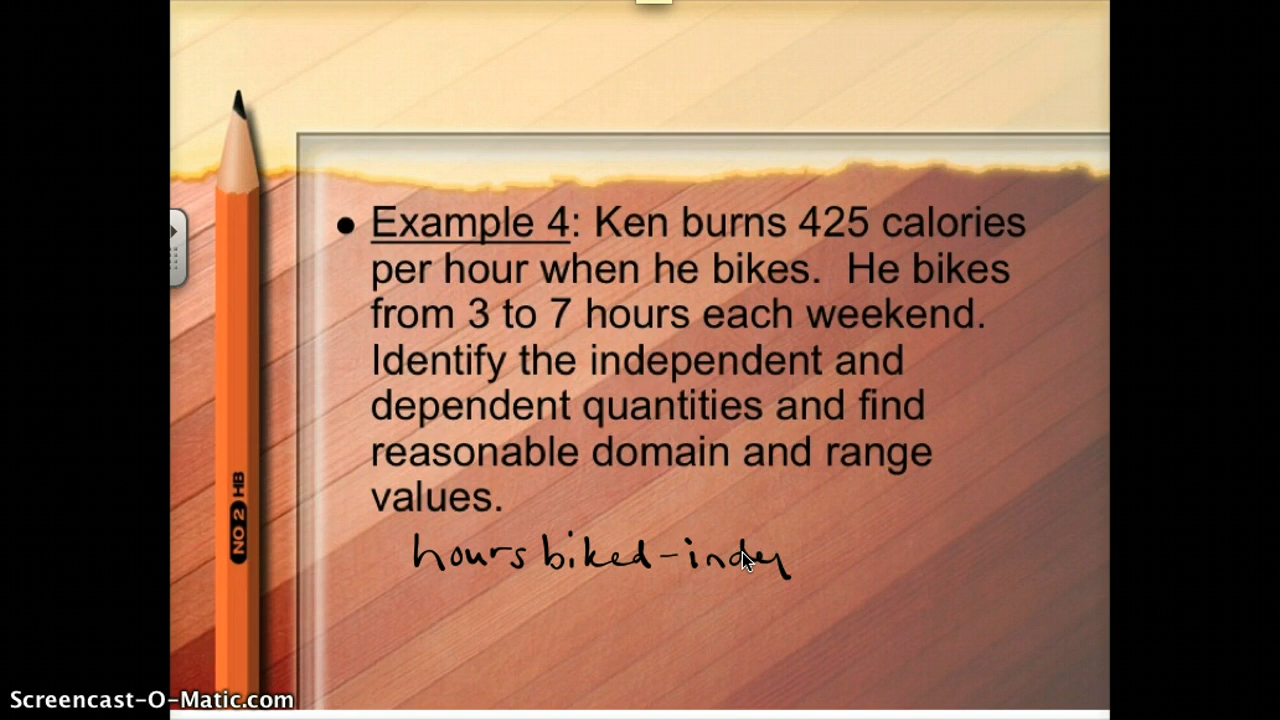 • Example 4: Ken burns 425 calories
per hour when he bikes. He bikes
from 3 to 7 hours each weekend.
Identify the independent and
dependent quantities and find
reasonable domain and range
values.
hours biked-indep
NO 2 HB
Screencast-O-Matic.com